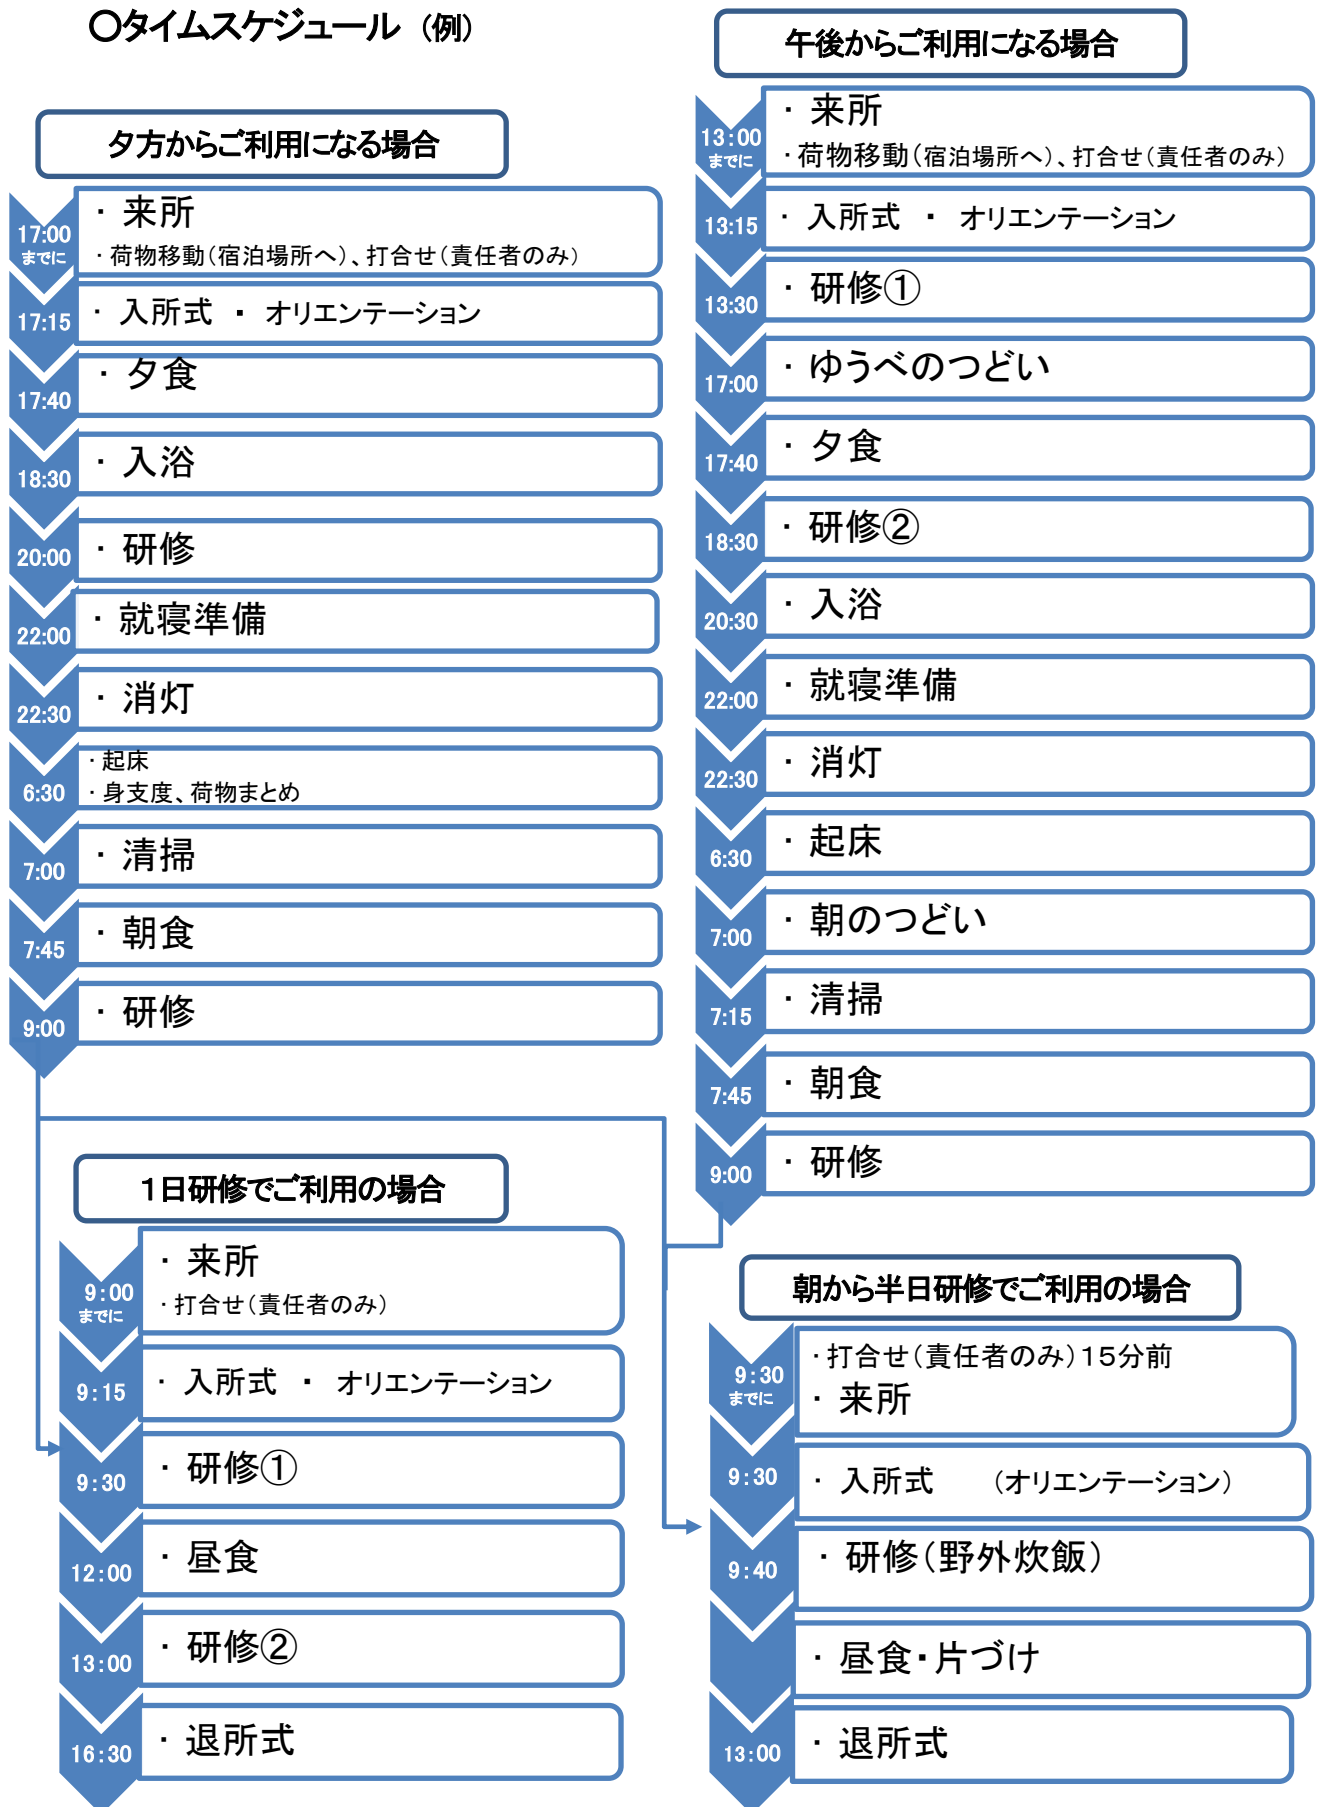 ○タイムスケジュール (例)
夕方からご利用になる場合
17:00
までに
・ 来所
・荷物移動(宿泊場所へ)、打合せ(責任者のみ)
17:15
・ 入所式 ・ オリエンテーション
17:40
・ 夕食
18:30
・ 入浴
20:00
・ 研修
22:00
・ 就寝準備
22:30
・ 消灯
6:30
・起床
・身支度、荷物まとめ
7:00
・ 清掃
7:45
・ 朝食
9:00
・ 研修
午後からご利用になる場合
13:00
までに
・ 来所
・荷物移動(宿泊場所へ)、打合せ(責任者のみ)
13:15
・ 入所式 ・ オリエンテーション
13:30
・ 研修①
17:00
・ ゆうべのつどい
17:40
・ 夕食
18:30
・ 研修②
20:30
・ 入浴
22:00
・ 就寝準備
22:30
・ 消灯
6:30
・ 起床
7:00
・ 朝のつどい
7:15
・ 清掃
7:45
・ 朝食
9:00
・ 研修
1日研修でご利用の場合
9:00
までに
・ 来所
・打合せ(責任者のみ)
9:15
・ 入所式 ・ オリエンテーション
9:30
・ 研修①
12:00
・ 昼食
13:00
・ 研修②
16:30
・ 退所式
朝から半日研修でご利用の場合
9:30
までに
・打合せ(責任者のみ)15分前
・ 来所
9:30
・ 入所式 (オリエンテーション)
9:40
・ 研修(野外炊飯)
・ 昼食・片づけ
13:00
・ 退所式